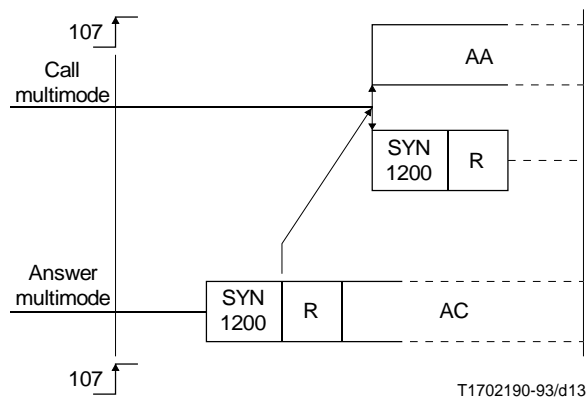 107
AA
Call
multimode
SYN
1200
R
Answer
multimode
SYN
1200
R
AC
107
T1702190-93/d13